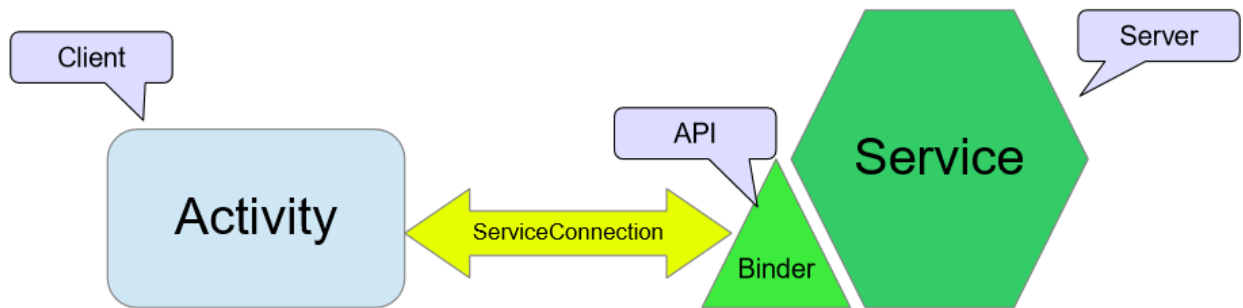 Client
Server
API
Service
Activity
ServiceConnection
Binder